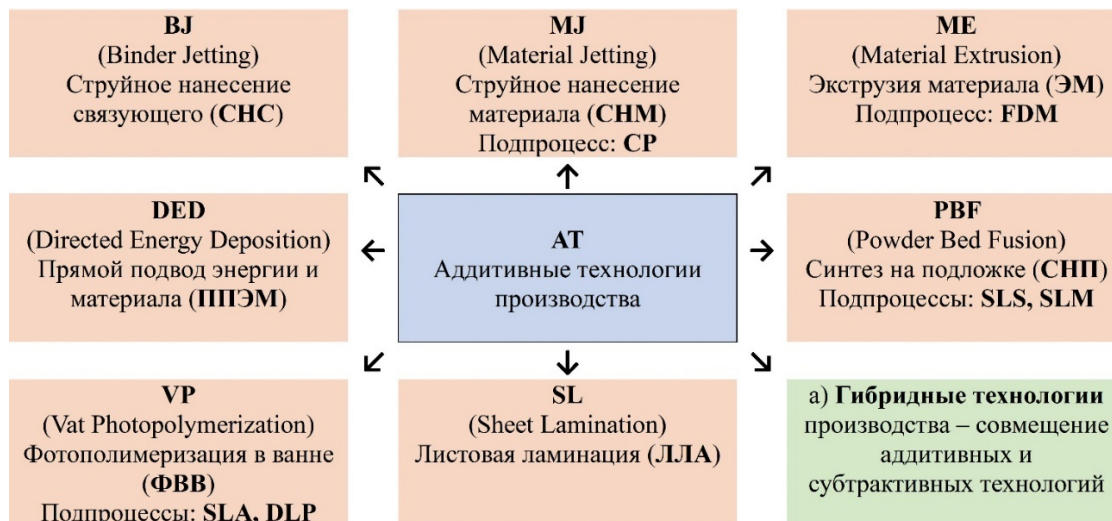 BJ
(Binder Jetting)
Струйное нанесение
связующего (СНС)
MJ
(Material Jetting)
Струйное нанесение
материала (СНМ)
Подпроцесс: CP
ME
(Material Extrusion)
Экструзия материала (ЭМ)
Подпроцесс: FDM
DED
(Directed Energy Deposition)
Прямой подвод энергии и
материала (ППЭМ)
АТ
Аддитивные технологии
производства
PBF
(Powder Bed Fusion)
Синтез на подложке (СНП)
Подпроцессы: SLS, SLM
VP
(Vat Photopolymerization)
Фотополимеризация в ванне
(ФВВ)
Подпроцессы: SLA, DLP
SL
(Sheet Lamination)
Листовая ламинация (ЛЛА)
а) Гибридные технологии
производства – совмещение
аддитивных и
субтрактивных технологий